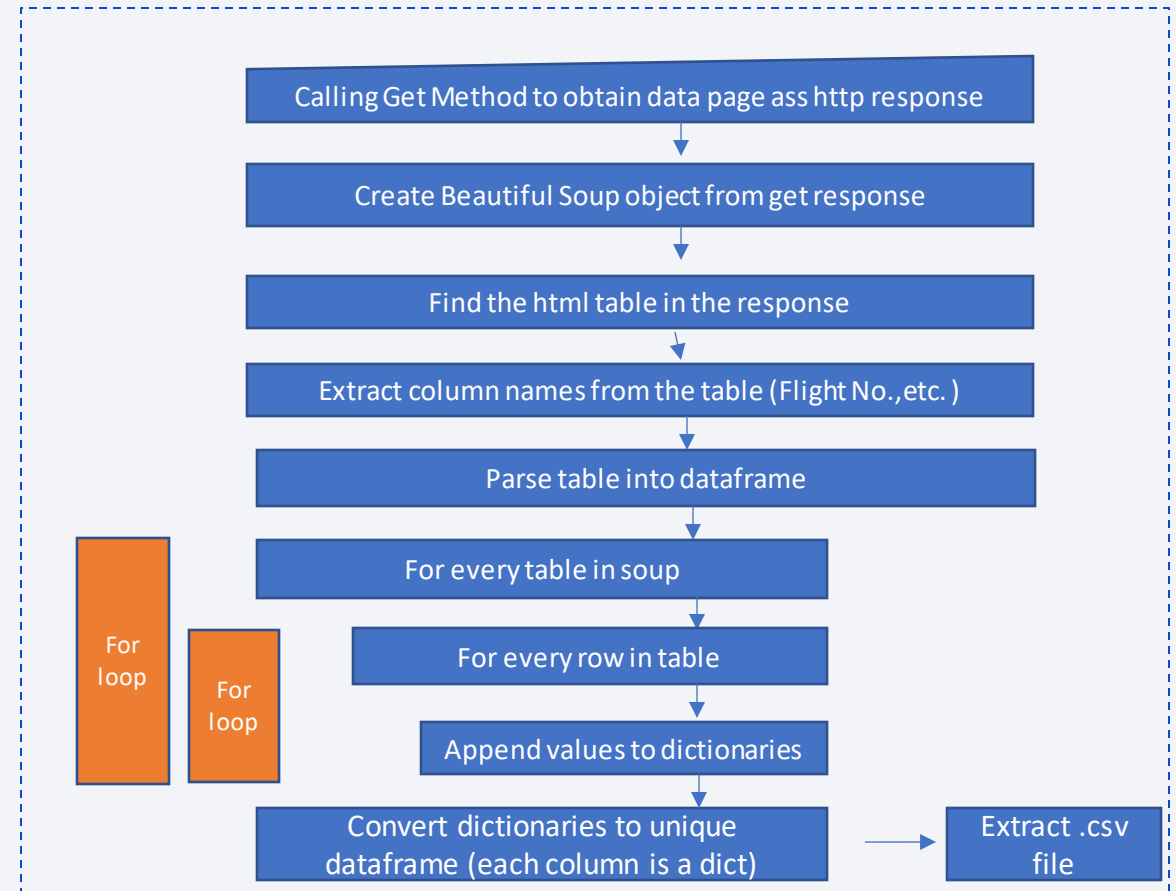 Calling Get Method to obtain data page ass http response
Create Beautiful Soup object from get response
Find the html table in the response
Extract column names from the table (Flight No.,etc. )
Parse table into dataframe
For every table in soup
For
loop
For every row in table
For
loop
Append values to dictionaries
Convert dictionaries to unique
dataframe (each column is a dict)
Extract .csv
file